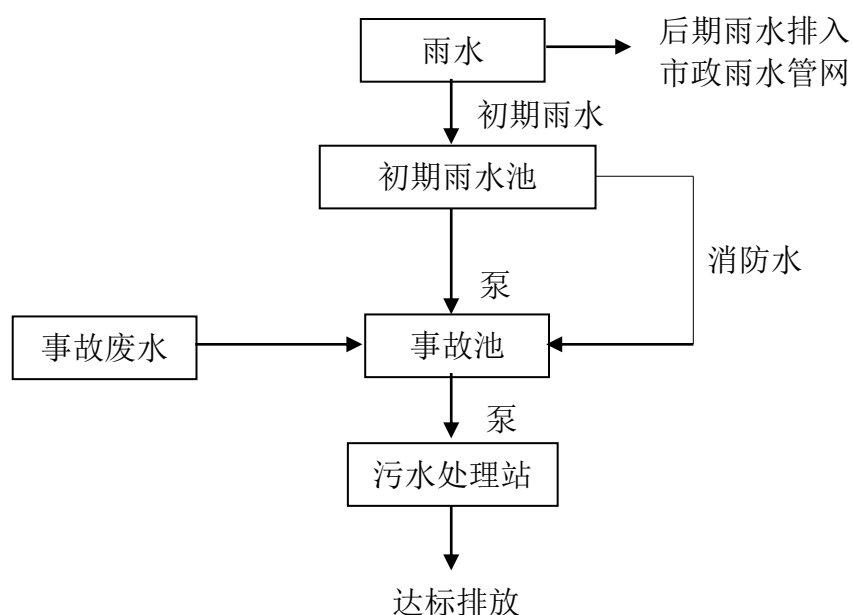 雨水
后期雨水排入
市政雨水管网
初期雨水
初期雨水池
消防水
泵
事故废水
事故池
泵
污水处理站
达标排放